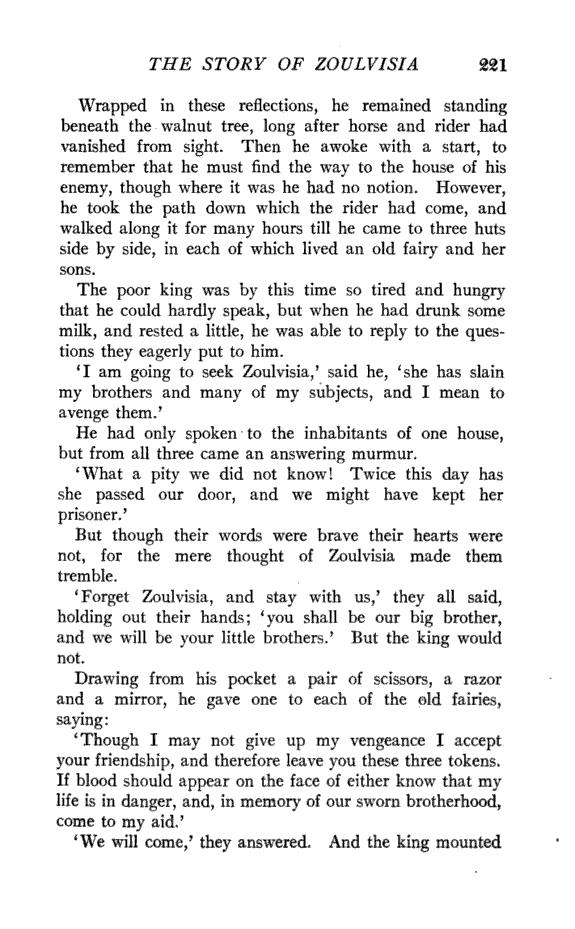 THE STORY OF ZOULVISIA 221
Wrapped in these reflections, he remained standing
beneath the walnut tree, long after horse and rider had
vanished from sight. Then he awoke with a start, to
remember that he must find the way to the house of his
enemy, though where it was he had no notion. However,
he took the path down which the rider had come, and
walked along it for many hours till he came to three huts
side by side, in each of which lived an old fairy and her
sons.
The poor king was by this time so tired and hungry
that he could hardly speak, but when he had drunk some
milk, and rested a little, he was able to reply to the ques-
tions they eagerly put to him.
‘I am going to seek Zoulvisia,’ said he, ‘she has slain
my brothers and many of my subjects, and I mean to
avenge them.’
He had only spoken to the inhabitants of one house,
but from all three came an answering murmur.
‘What a pity we did not know! Twice this day has
she passed our door, and we might have kept her
prisoner.’
But though their words were brave their hearts were
not, for the mere thought of Zoulvisia made them
tremble.
‘Forget Zoulvisia, and stay with us,’ they all said,
holding out their hands; ‘you shall be our big brother,
and we will be your little brothers.’ But the king would
not.
Drawing from his pocket a pair of scissors, a razor
and a mirror, he gave one to each of the old fairies,
saying:
‘Though I may not give up my vengeance I accept
your friendship, and therefore leave you these three tokens.
If blood should appear on the face of either know that my
life is in danger, and, in memory of our sworn brotherhood,
come to my aid.’
‘We will come,’ they answered. And the king mounted